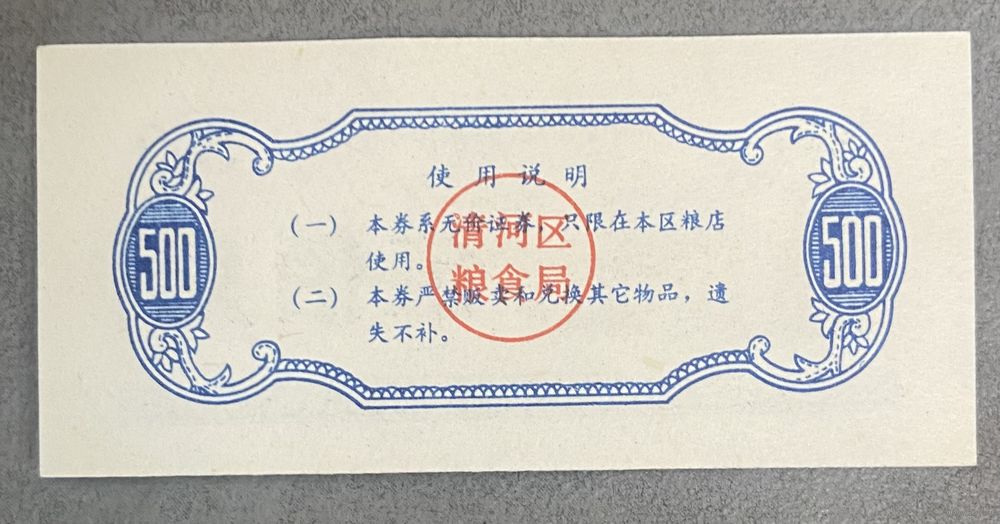 使用说明
(一) 本券系无价证券，只限在本区粮店
使用。
(二) 本券严禁贩卖和兑换其它物品，遗
失不补。
清河区
粮食局
500
500